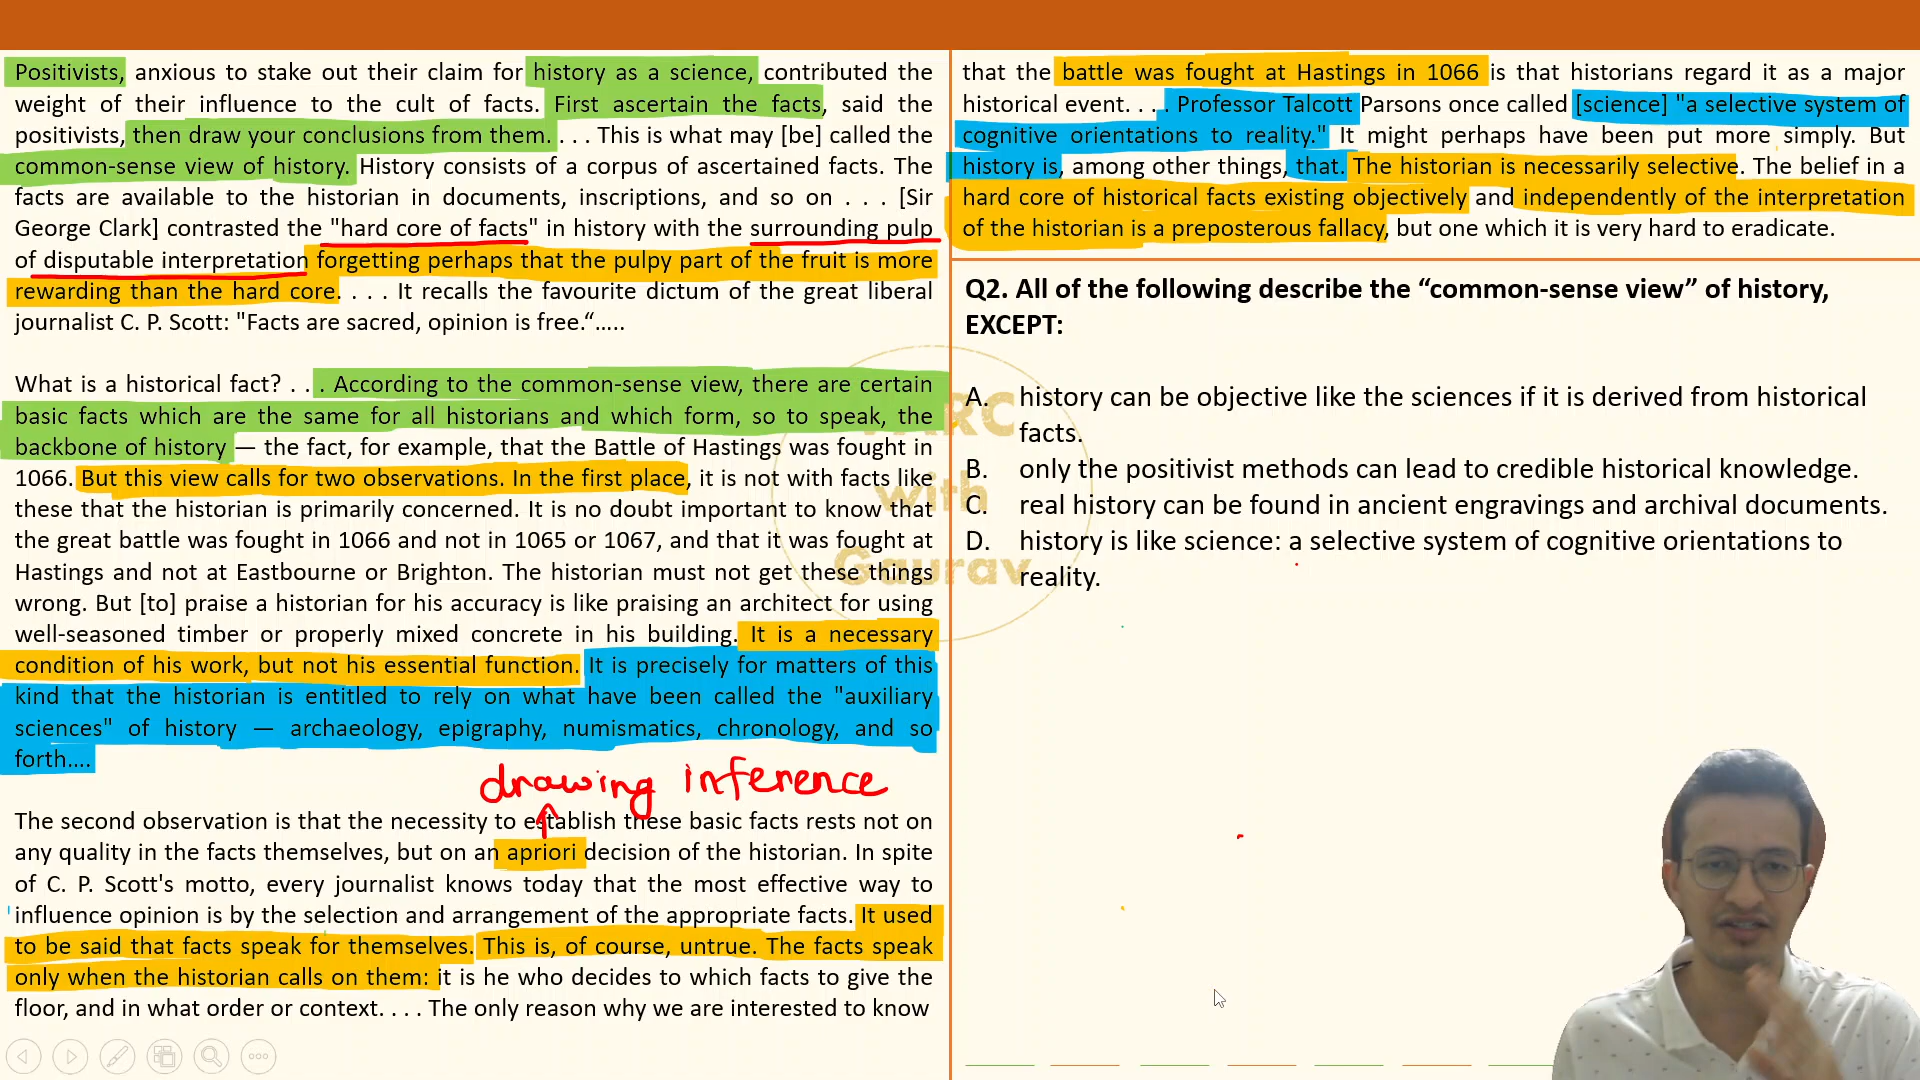 Positivists, anxious to stake out their claim for history as a science, contributed the
weight of their influence to the cult of facts. First ascertain the facts, said the
positivists, then draw your conclusions from them. . . . This is what may [be] called the
common-sense view of history. History consists of a corpus of ascertained facts. The
facts are available to the historian in documents, inscriptions, and so on . . . [Sir
George Clark] contrasted the "hard core of facts" in history with the surrounding pulp
of disputable interpretation forgetting perhaps that the pulpy part of the fruit is more
rewarding than the hard core. . . . It recalls the favourite dictum of the great liberal
journalist C. P. Scott: "Facts are sacred, opinion is free.“…..
What is a historical fact? . . . According to the common-sense view, there are certain
basic facts which are the same for all historians and which form, so to speak, the
backbone of history — the fact, for example, that the Battle of Hastings was fought in
1066. But this view calls for two observations. In the first place, it is not with facts like
these that the historian is primarily concerned. It is no doubt important to know that
the great battle was fought in 1066 and not in 1065 or 1067, and that it was fought at
Hastings and not at Eastbourne or Brighton. The historian must not get these things
wrong. But [to] praise a historian for his accuracy is like praising an architect for using
well-seasoned timber or properly mixed concrete in his building. It is a necessary
condition of his work, but not his essential function. It is precisely for matters of this
kind that the historian is entitled to rely on what have been called the "auxiliary
sciences" of history — archaeology, epigraphy, numismatics, chronology, and so
forth....
drawing inference
The second observation is that the necessity to establish these basic facts rests not on
any quality in the facts themselves, but on an apriori decision of the historian. In spite
of C. P. Scott's motto, every journalist knows today that the most effective way to
influence opinion is by the selection and arrangement of the appropriate facts. It used
to be said that facts speak for themselves. This is, of course, untrue. The facts speak
only when the historian calls on them: it is he who decides to which facts to give the
floor, and in what order or context. . . . The only reason why we are interested to know
that the battle was fought at Hastings in 1066 is that historians regard it as a major
historical event. . . . Professor Talcott Parsons once called [science] "a selective system of
cognitive orientations to reality." It might perhaps have been put more simply. But
history is, among other things, that. The historian is necessarily selective. The belief in a
hard core of historical facts existing objectively and independently of the interpretation
of the historian is a preposterous fallacy, but one which it is very hard to eradicate.
Q2. All of the following describe the “common-sense view” of history,
EXCEPT:
A. history can be objective like the sciences if it is derived from historical
facts.
B. only the positivist methods can lead to credible historical knowledge.
C. real history can be found in ancient engravings and archival documents.
D. history is like science: a selective system of cognitive orientations to
reality.
VARC
with
Gaurav